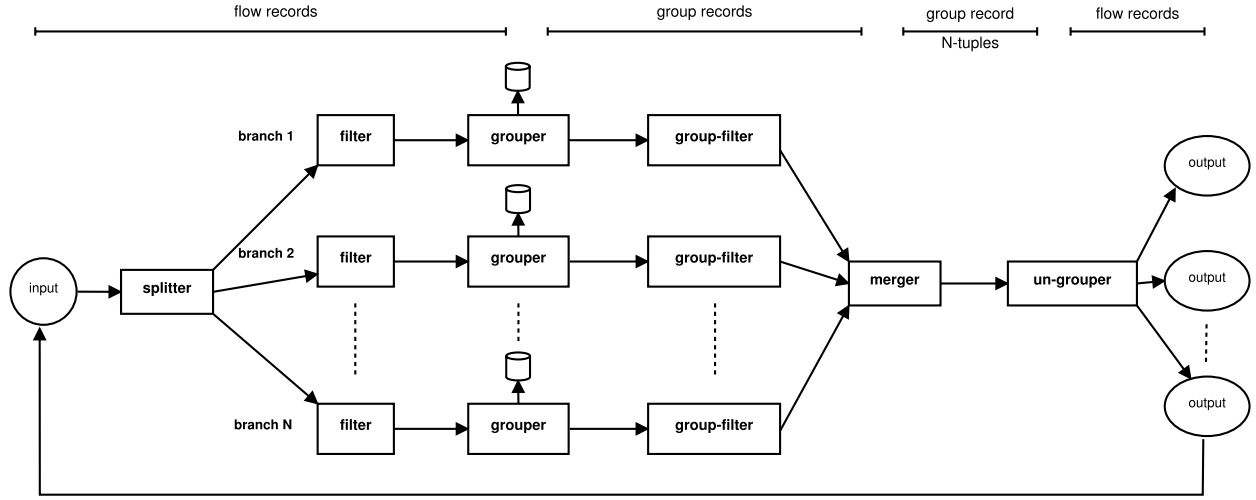 flow records
group records
group record
N-tuples
flow records
branch 1
filter
grouper
group-filter
output
branch 2
filter
grouper
group-filter
input
splitter
merger
un-grouper
output
branch N
filter
grouper
group-filter
output